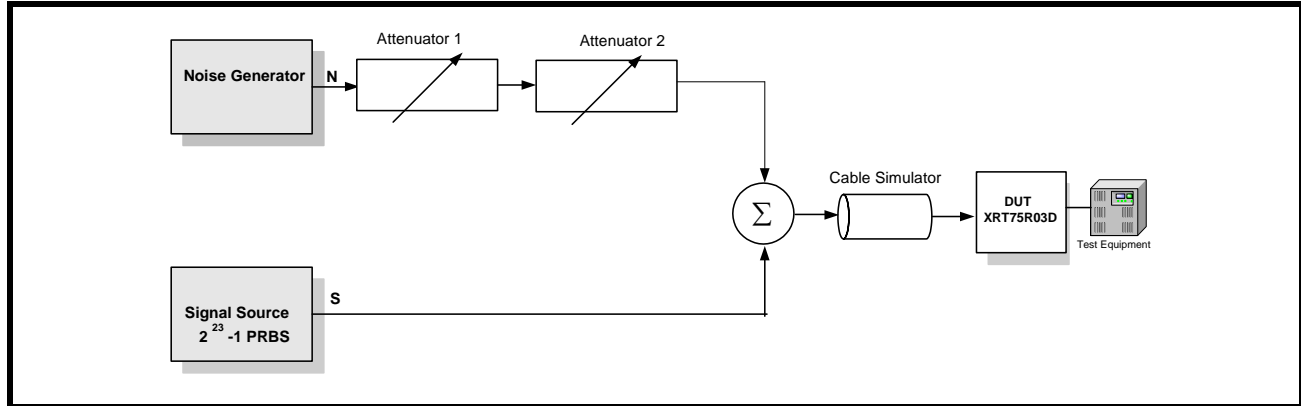 Attenuator 1
Attenuator 2
Noise Generator
N
Cable Simulator
Σ
DUT
XRT75R03D
Test Equipment
S
Signal Source
2 23 -1 PRBS